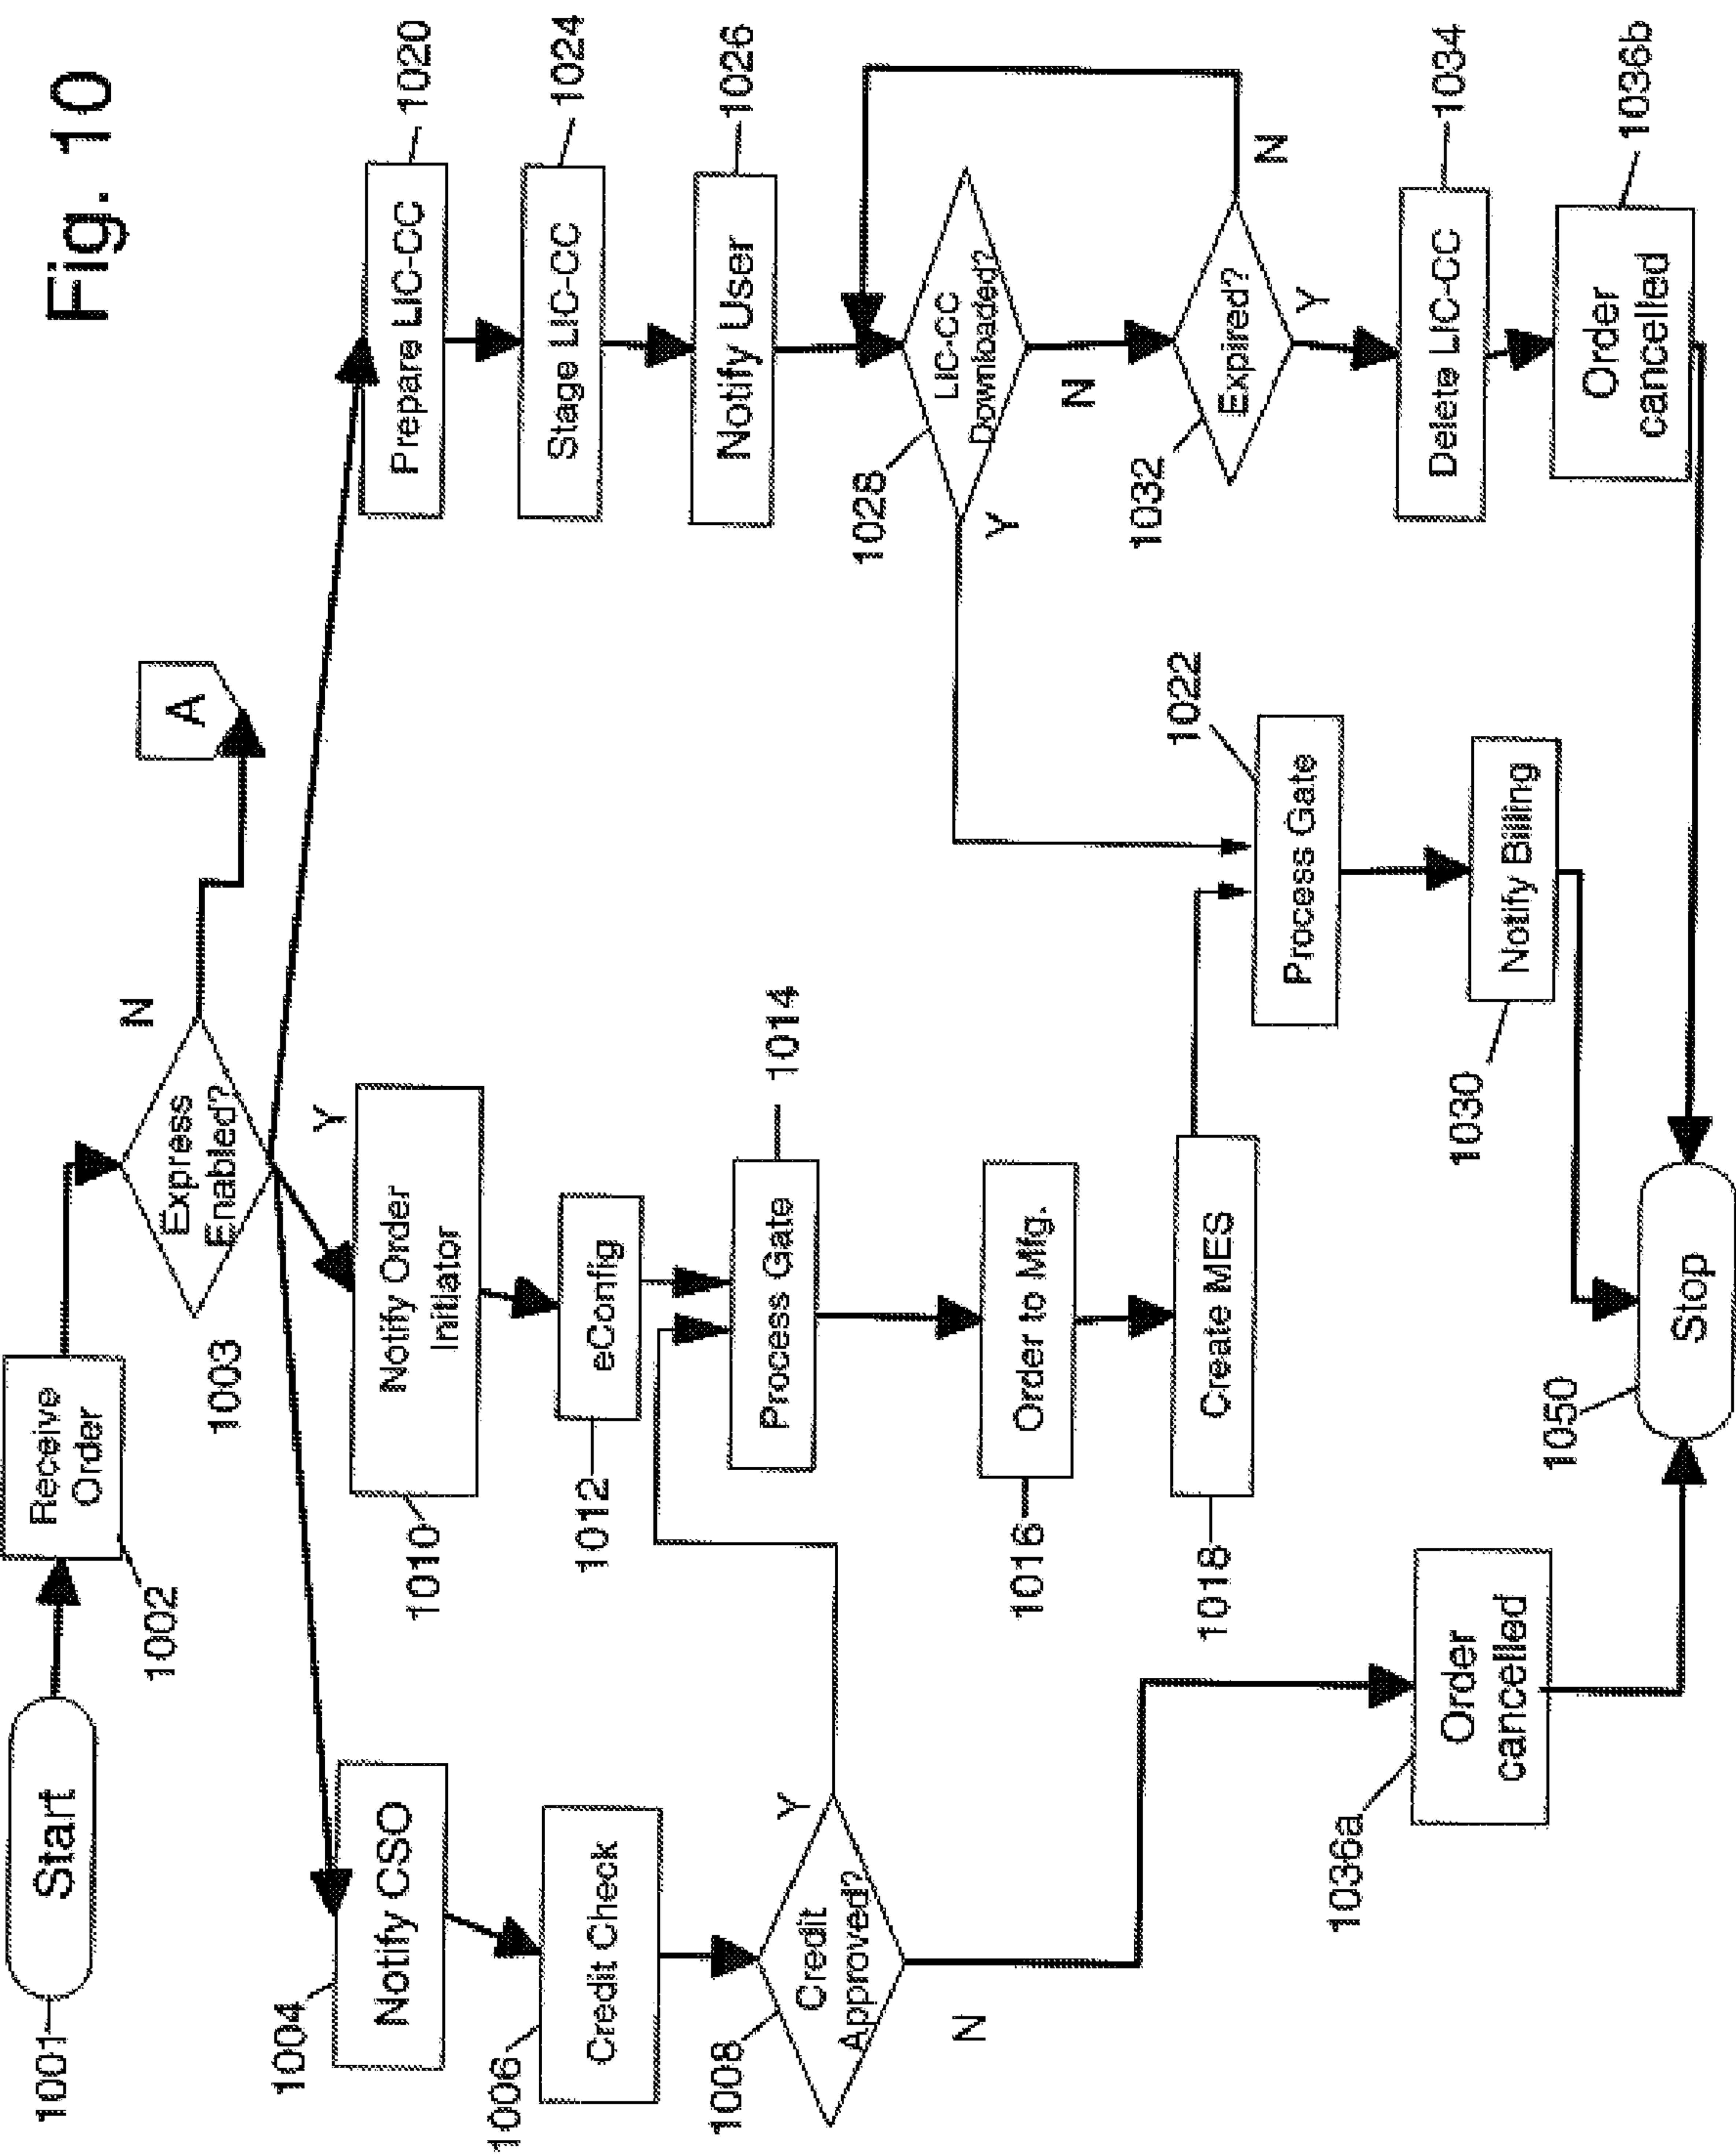 Fig. 10
Start
1001
Receive
Order
1002
Express
Enabled?
1003
N
A
Y
Notify CSO
1004
Credit Check
1006
Credit
Approved?
1008
Y
N
Notify Order
Initiator
1010
eConfig
1012
Process Gate
1014
Order to Mfg.
1016
Create MES
1018
Prepare LIC-CC
1020
Stage LIC-CC
1024
Notify User
1026
LIC-CC
Downloaded?
1028
Y
N
Expired?
1032
N
Y
Delete LIC-CC
1034
Order
cancelled
1036b
Process Gate
1022
Notify Billing
1030
Order
cancelled
1036a
Stop
1050